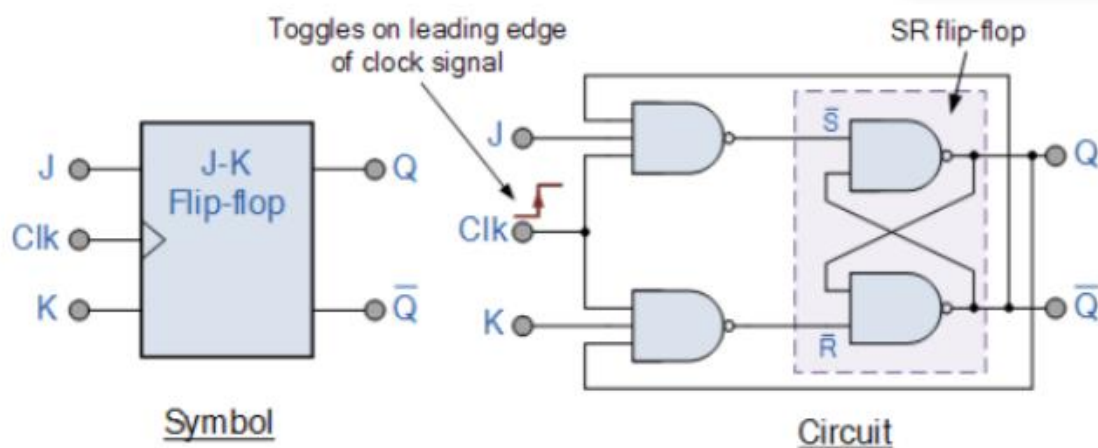 Toggles on leading edge
of clock signal
SR flip-flop
J
J-K
Flip-flop
Q
Clk
K
Q̅
Symbol
J
S̅
Q
Clk
K
R̅
Q̅
Circuit